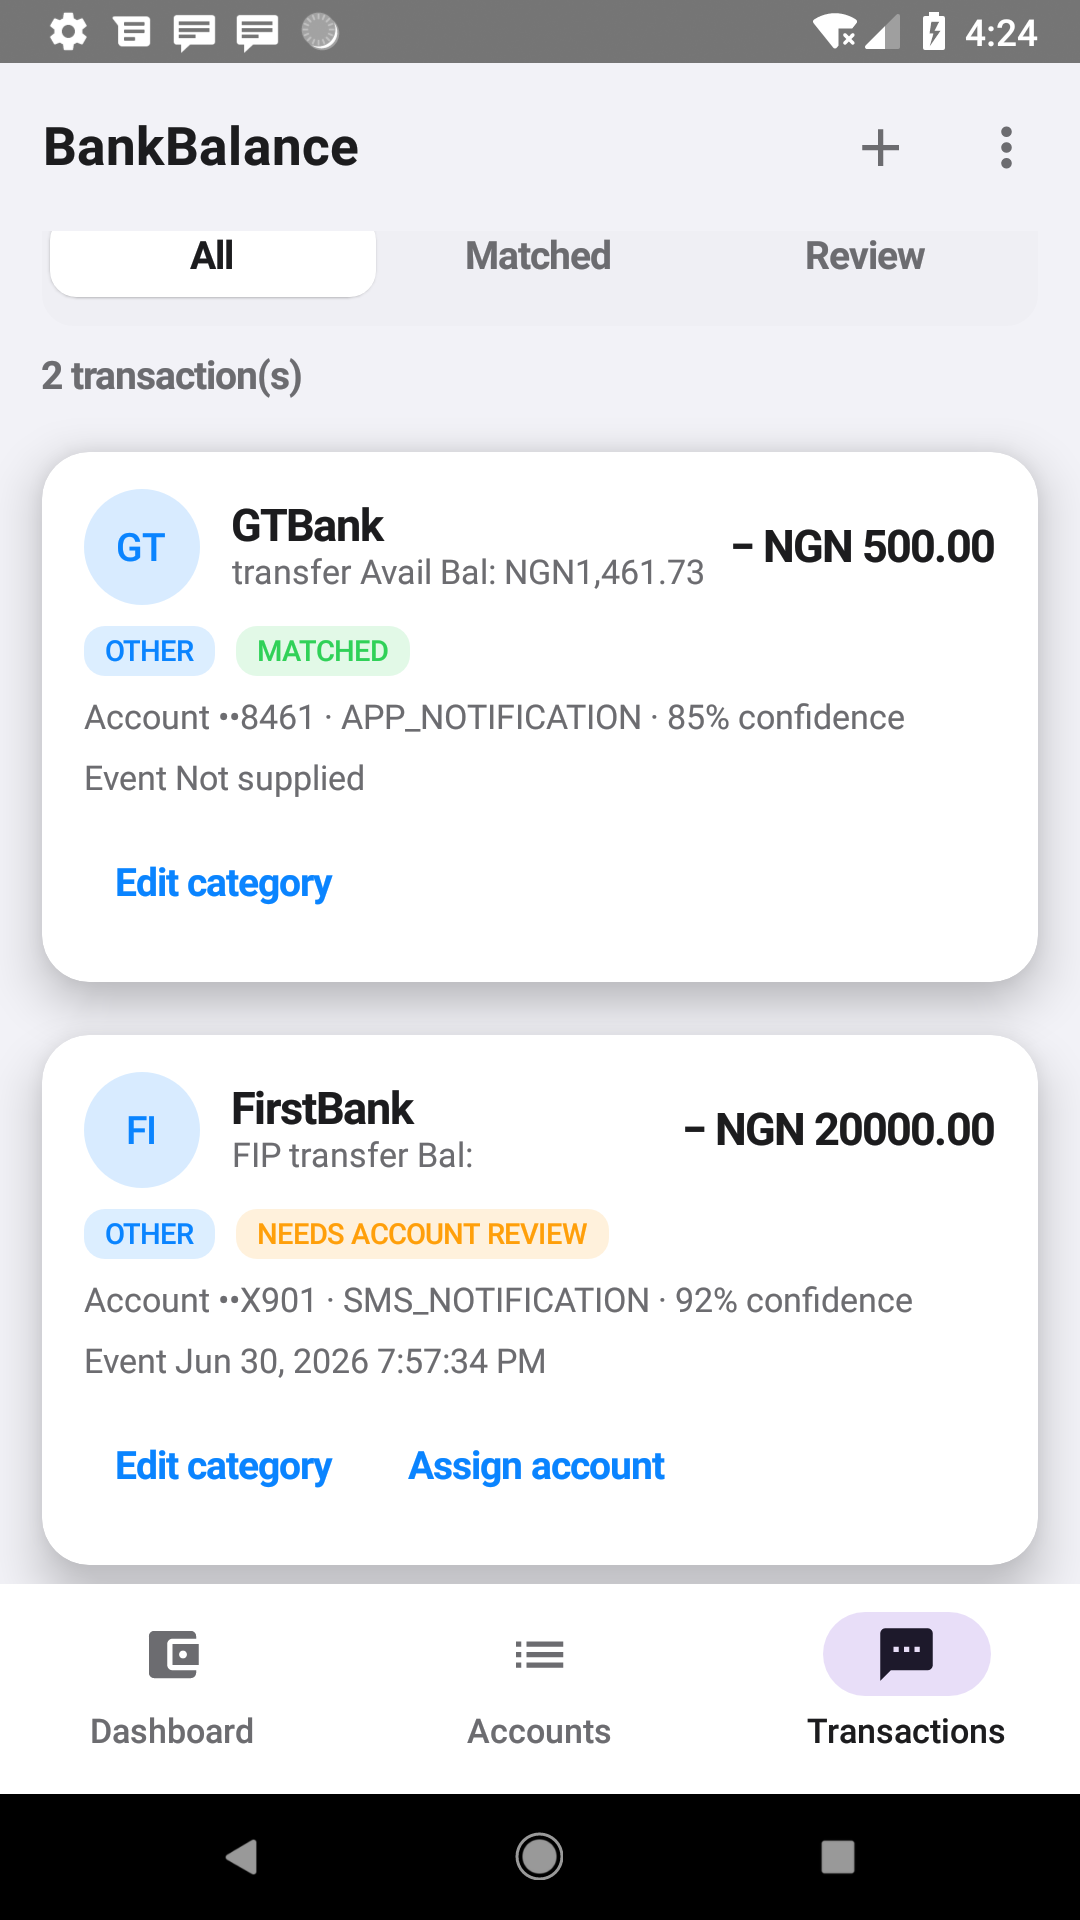 4:24
BankBalance
All Matched Review
2 transaction(s)
GT
GTBank
transfer Avail Bal: NGN1,461.73
– NGN 500.00
OTHER MATCHED
Account ••8461 · APP_NOTIFICATION · 85% confidence
Event Not supplied
Edit category
FI
FirstBank
FIP transfer Bal:
– NGN 20000.00
OTHER NEEDS ACCOUNT REVIEW
Account ••X901 · SMS_NOTIFICATION · 92% confidence
Event Jun 30, 2026 7:57:34 PM
Edit category Assign account
Dashboard Accounts Transactions